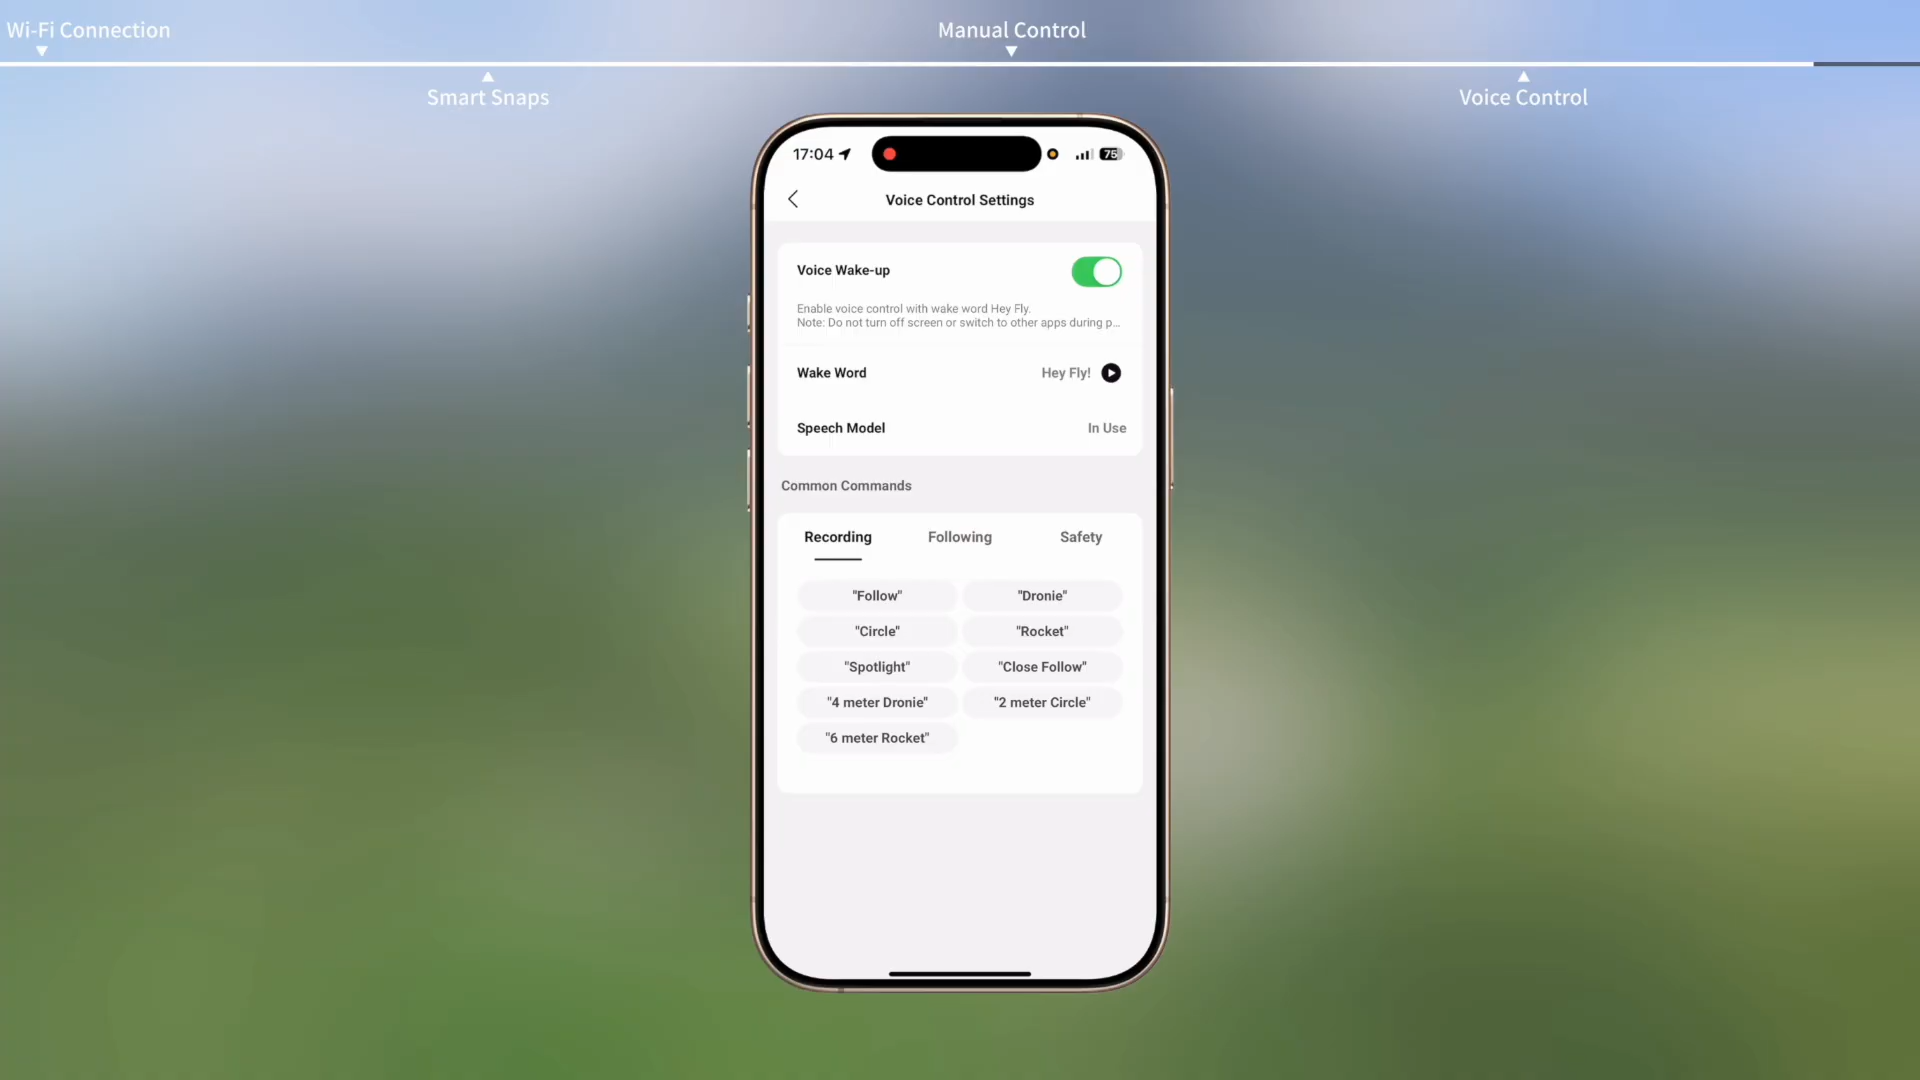 Wi-Fi Connection
Manual Control
Smart Snaps
Voice Control
17:04
75
Voice Control Settings
Voice Wake-up
Enable voice control with wake word Hey Fly.
Note: Do not turn off screen or switch to other apps during p...
Wake Word
Hey Fly!
Speech Model
In Use
Common Commands
Recording
Following
Safety
"Follow"
"Dronie"
"Circle"
"Rocket"
"Spotlight"
"Close Follow"
"4 meter Dronie"
"2 meter Circle"
"6 meter Rocket"